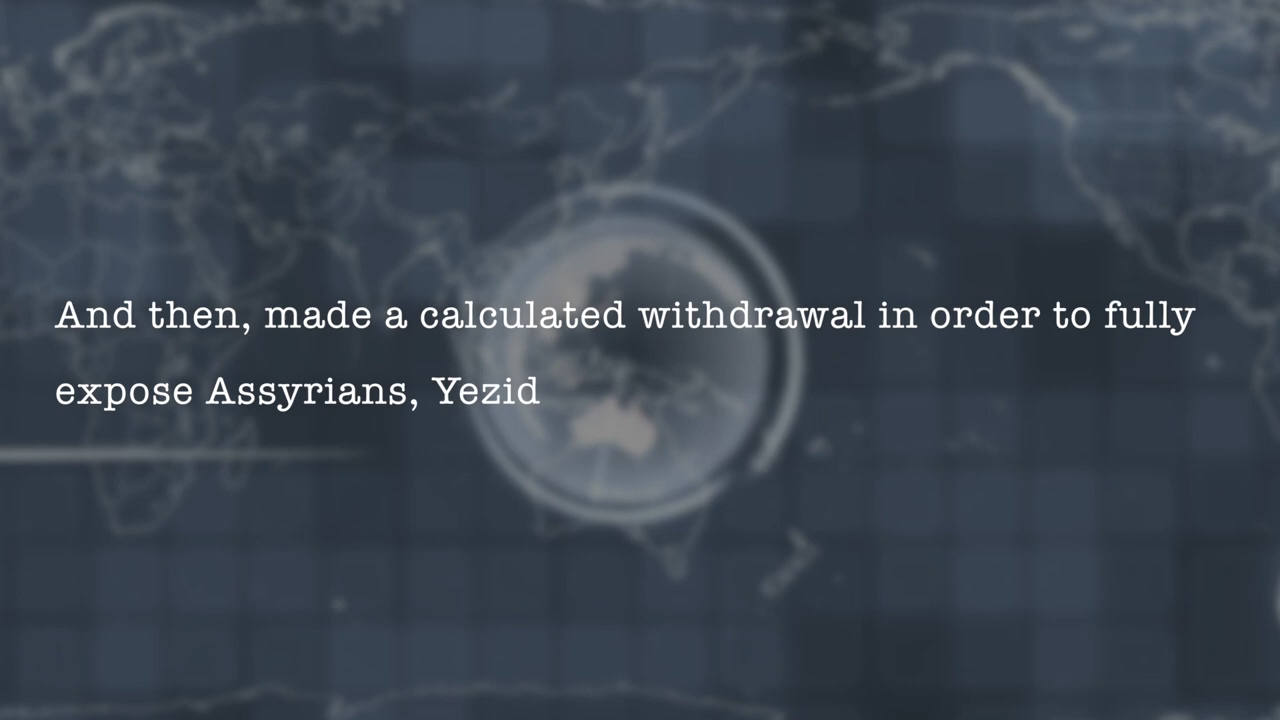 And then, made a calculated withdrawal in order to fully
expose Assyrians, Yezid